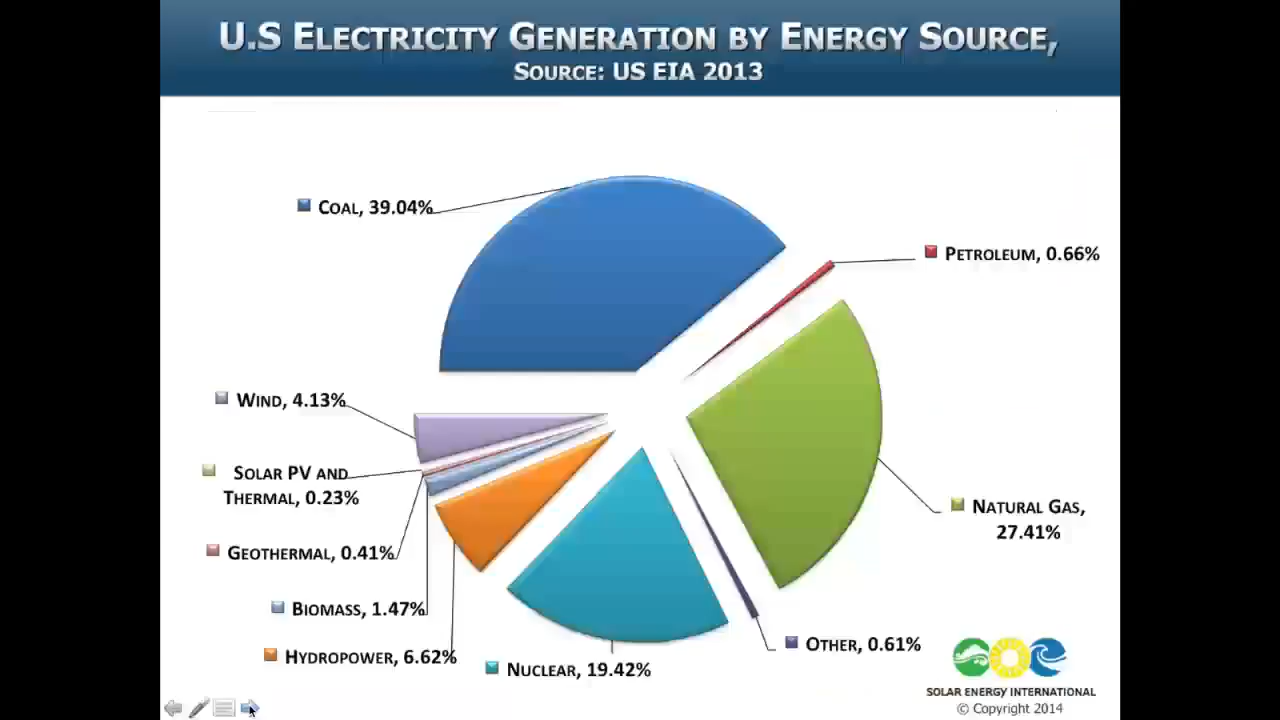 U.S ELECTRICITY GENERATION BY ENERGY SOURCE,
SOURCE: US EIA 2013
COAL, 39.04%
PETROLEUM, 0.66%
WIND, 4.13%
SOLAR PV AND
THERMAL, 0.23%
NATURAL GAS,
27.41%
GEOTHERMAL, 0.41%
BIOMASS, 1.47%
HYDROPOWER, 6.62%
NUCLEAR, 19.42%
OTHER, 0.61%
SOLAR ENERGY INTERNATIONAL
© Copyright 2014